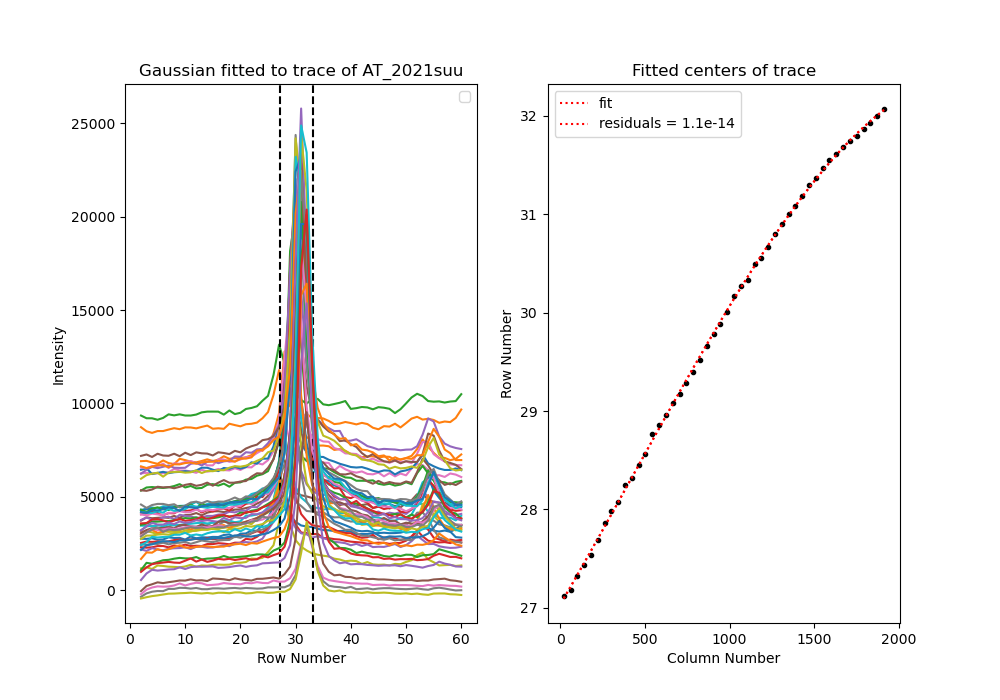 Gaussian fitted to trace of AT_2021suu
Intensity
25000
20000
15000
10000
5000
0
0 10 20 30 40 50 60
Row Number
Fitted centers of trace
fit
residuals = 1.1e-14
Row Number
32
31
30
29
28
27
0 500 1000 1500 2000
Column Number